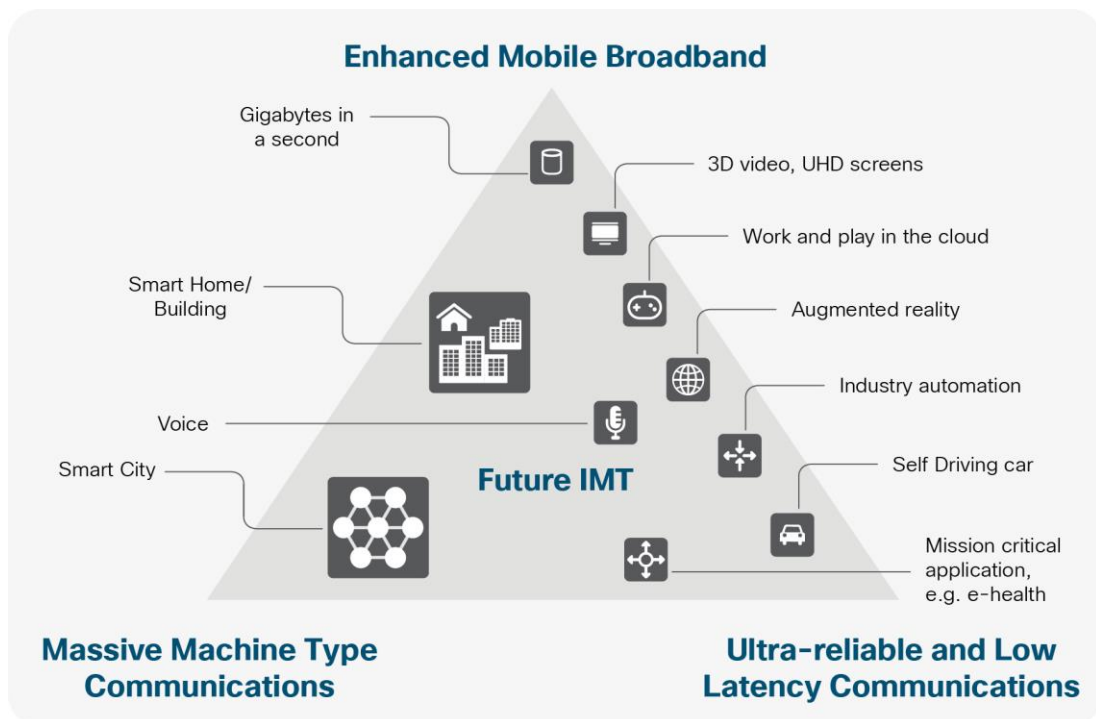 Enhanced Mobile Broadband
Gigabytes in
a second
3D video, UHD screens
Work and play in the cloud
Smart Home/
Building
Augmented reality
Industry automation
Voice
Smart City
Future IMT
Self Driving car
Mission critical
application,
e.g. e-health
Massive Machine Type
Communications
Ultra-reliable and Low
Latency Communications